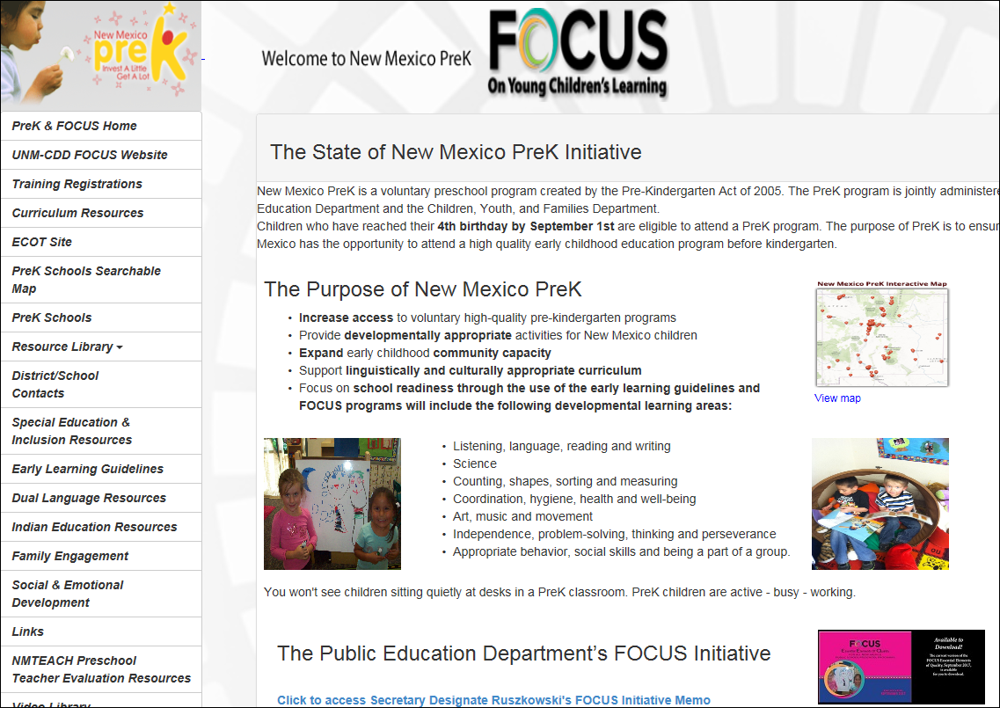 New Mexico
preK
Invest A Little
Get A Lot
Welcome to New Mexico PreK
FOCUS
On Young Children's Learning
PreK & FOCUS Home
UNM-CDD FOCUS Website
Training Registrations
Curriculum Resources
ECOT Site
PreK Schools Searchable
Map
PreK Schools
Resource Library
District/School
Contacts
Special Education &
Inclusion Resources
Early Learning Guidelines
Dual Language Resources
Indian Education Resources
Family Engagement
Social & Emotional
Development
Links
NMTEACH Preschool
Teacher Evaluation Resources
Video Library
The State of New Mexico PreK Initiative
New Mexico PreK is a voluntary preschool program created by the Pre-Kindergarten Act of 2005. The PreK program is jointly administere
Education Department and the Children, Youth, and Families Department.
Children who have reached their 4th birthday by September 1st are eligible to attend a PreK program. The purpose of PreK is to ensur
Mexico has the opportunity to attend a high quality early childhood education program before kindergarten.
The Purpose of New Mexico PreK
• Increase access to voluntary high-quality pre-kindergarten programs
• Provide developmentally appropriate activities for New Mexico children
• Expand early childhood community capacity
• Support linguistically and culturally appropriate curriculum
• Focus on school readiness through the use of the early learning guidelines and
FOCUS programs will include the following developmental learning areas:
New Mexico PreK Interactive Map
View map
• Listening, language, reading and writing
• Science
• Counting, shapes, sorting and measuring
• Coordination, hygiene, health and well-being
• Art, music and movement
• Independence, problem-solving, thinking and perseverance
• Appropriate behavior, social skills and being a part of a group.
You won't see children sitting quietly at desks in a PreK classroom. PreK children are active - busy - working.
The Public Education Department's FOCUS Initiative
Click to access Secretary Designate Ruszkowski's FOCUS Initiative Memo
FOCUS
Available to
Download!
The current version of the
FOCUS Essential Elements
of Quality, September 2017,
is available
for you to download.